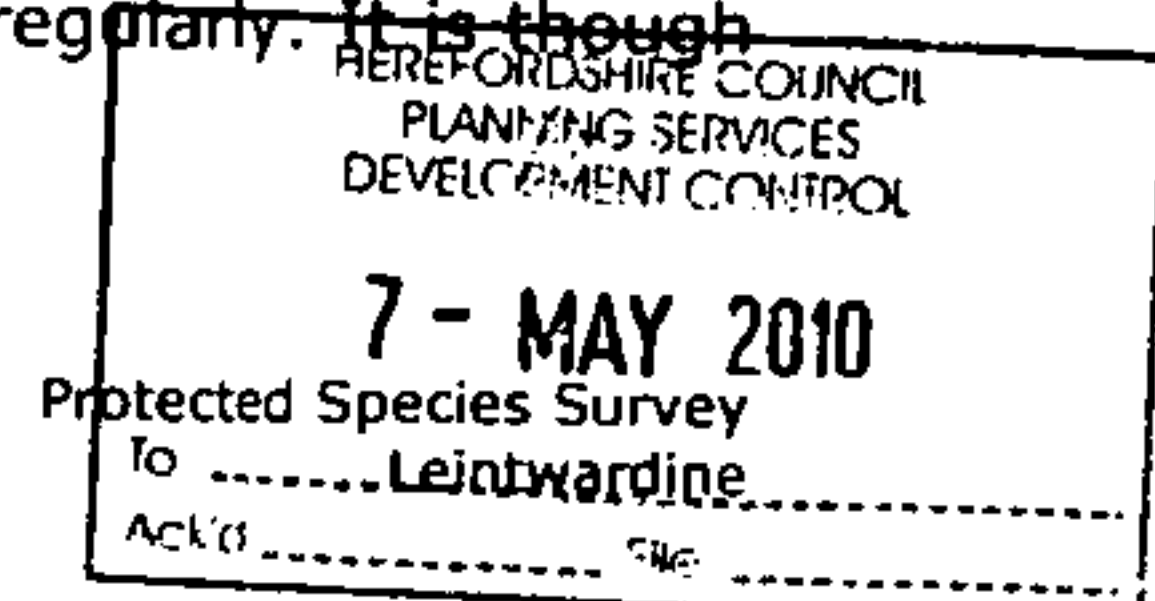 regularly. It is though
HEREFORDSHIRE COUNCIL
PLANNING SERVICES
DEVELOPMENT CONTROL
7 - MAY 2010
Protected Species Survey
To
Leintwardine
Ack'd
File